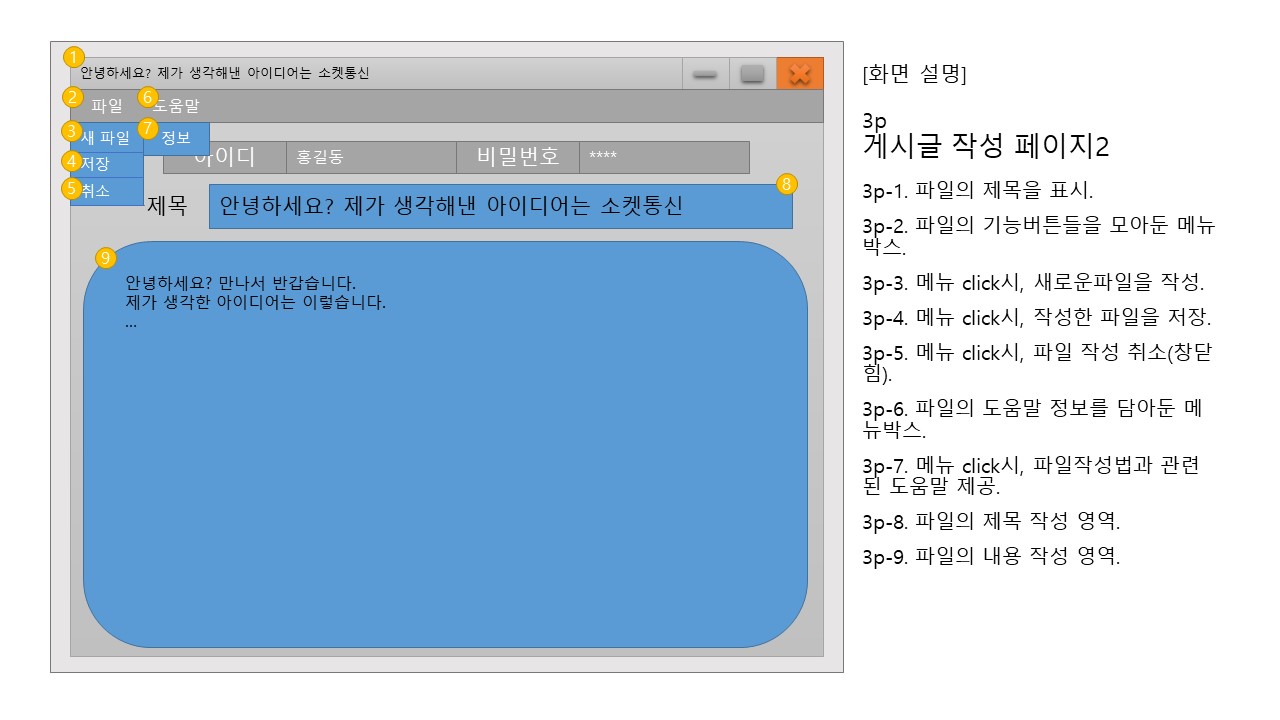 1
안녕하세요? 제가 생각해낸 아이디어는 소켓통신
2 파일 6 도움말
3 새 파일 7 정보
4 저장
5 취소
아이디 홍길동 비밀번호 ****
8
제목 안녕하세요? 제가 생각해낸 아이디어는 소켓통신
9
안녕하세요? 만나서 반갑습니다.
제가 생각한 아이디어는 이렇습니다.
...
[화면 설명]
3p
게시글 작성 페이지2
3p-1. 파일의 제목을 표시.
3p-2. 파일의 기능버튼들을 모아둔 메뉴
박스.
3p-3. 메뉴 click시, 새로운파일을 작성.
3p-4. 메뉴 click시, 작성한 파일을 저장.
3p-5. 메뉴 click시, 파일 작성 취소(창닫
힘).
3p-6. 파일의 도움말 정보를 담아둔 메
뉴박스.
3p-7. 메뉴 click시, 파일작성법과 관련
된 도움말 제공.
3p-8. 파일의 제목 작성 영역.
3p-9. 파일의 내용 작성 영역.